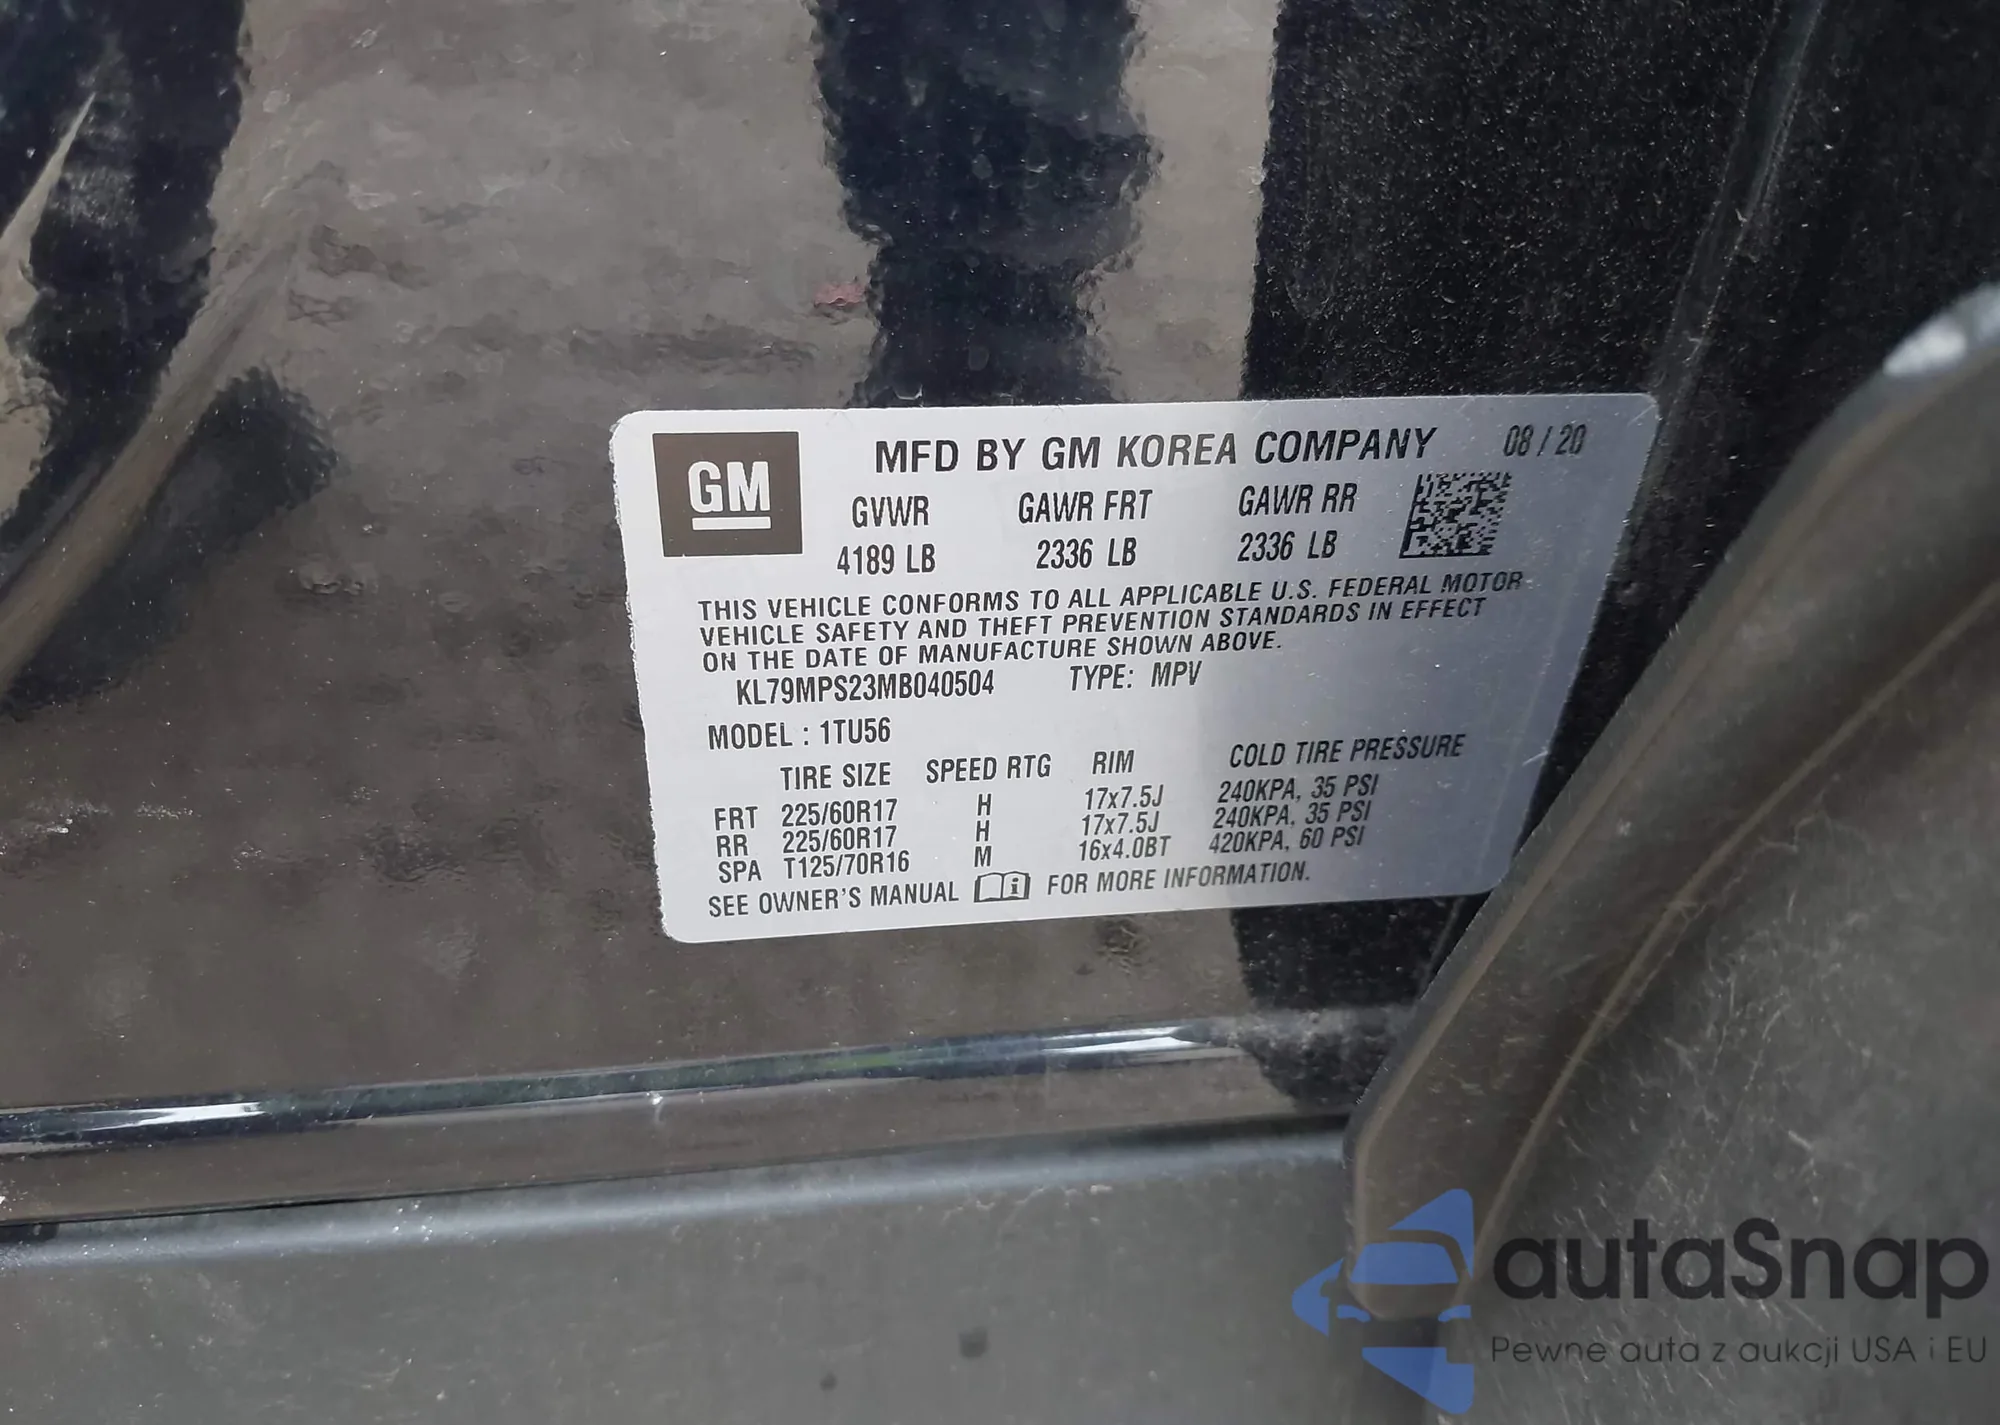 GM
MFD BY GM KOREA COMPANY 08 / 20
GVWR GAWR FRT GAWR RR
4189 LB 2336 LB 2336 LB
THIS VEHICLE CONFORMS TO ALL APPLICABLE U.S. FEDERAL MOTOR
VEHICLE SAFETY AND THEFT PREVENTION STANDARDS IN EFFECT
ON THE DATE OF MANUFACTURE SHOWN ABOVE.
KL79MPS23MB040504 TYPE: MPV
MODEL : 1TU56
TIRE SIZE SPEED RTG RIM COLD TIRE PRESSURE
FRT 225/60R17 H 17x7.5J 240KPA, 35 PSI
RR 225/60R17 H 17x7.5J 240KPA, 35 PSI
SPA T125/70R16 M 16x4.0BT 420KPA, 60 PSI
SEE OWNER'S MANUAL i FOR MORE INFORMATION.
autaSnap
Pewne auta z aukcji USA i EU